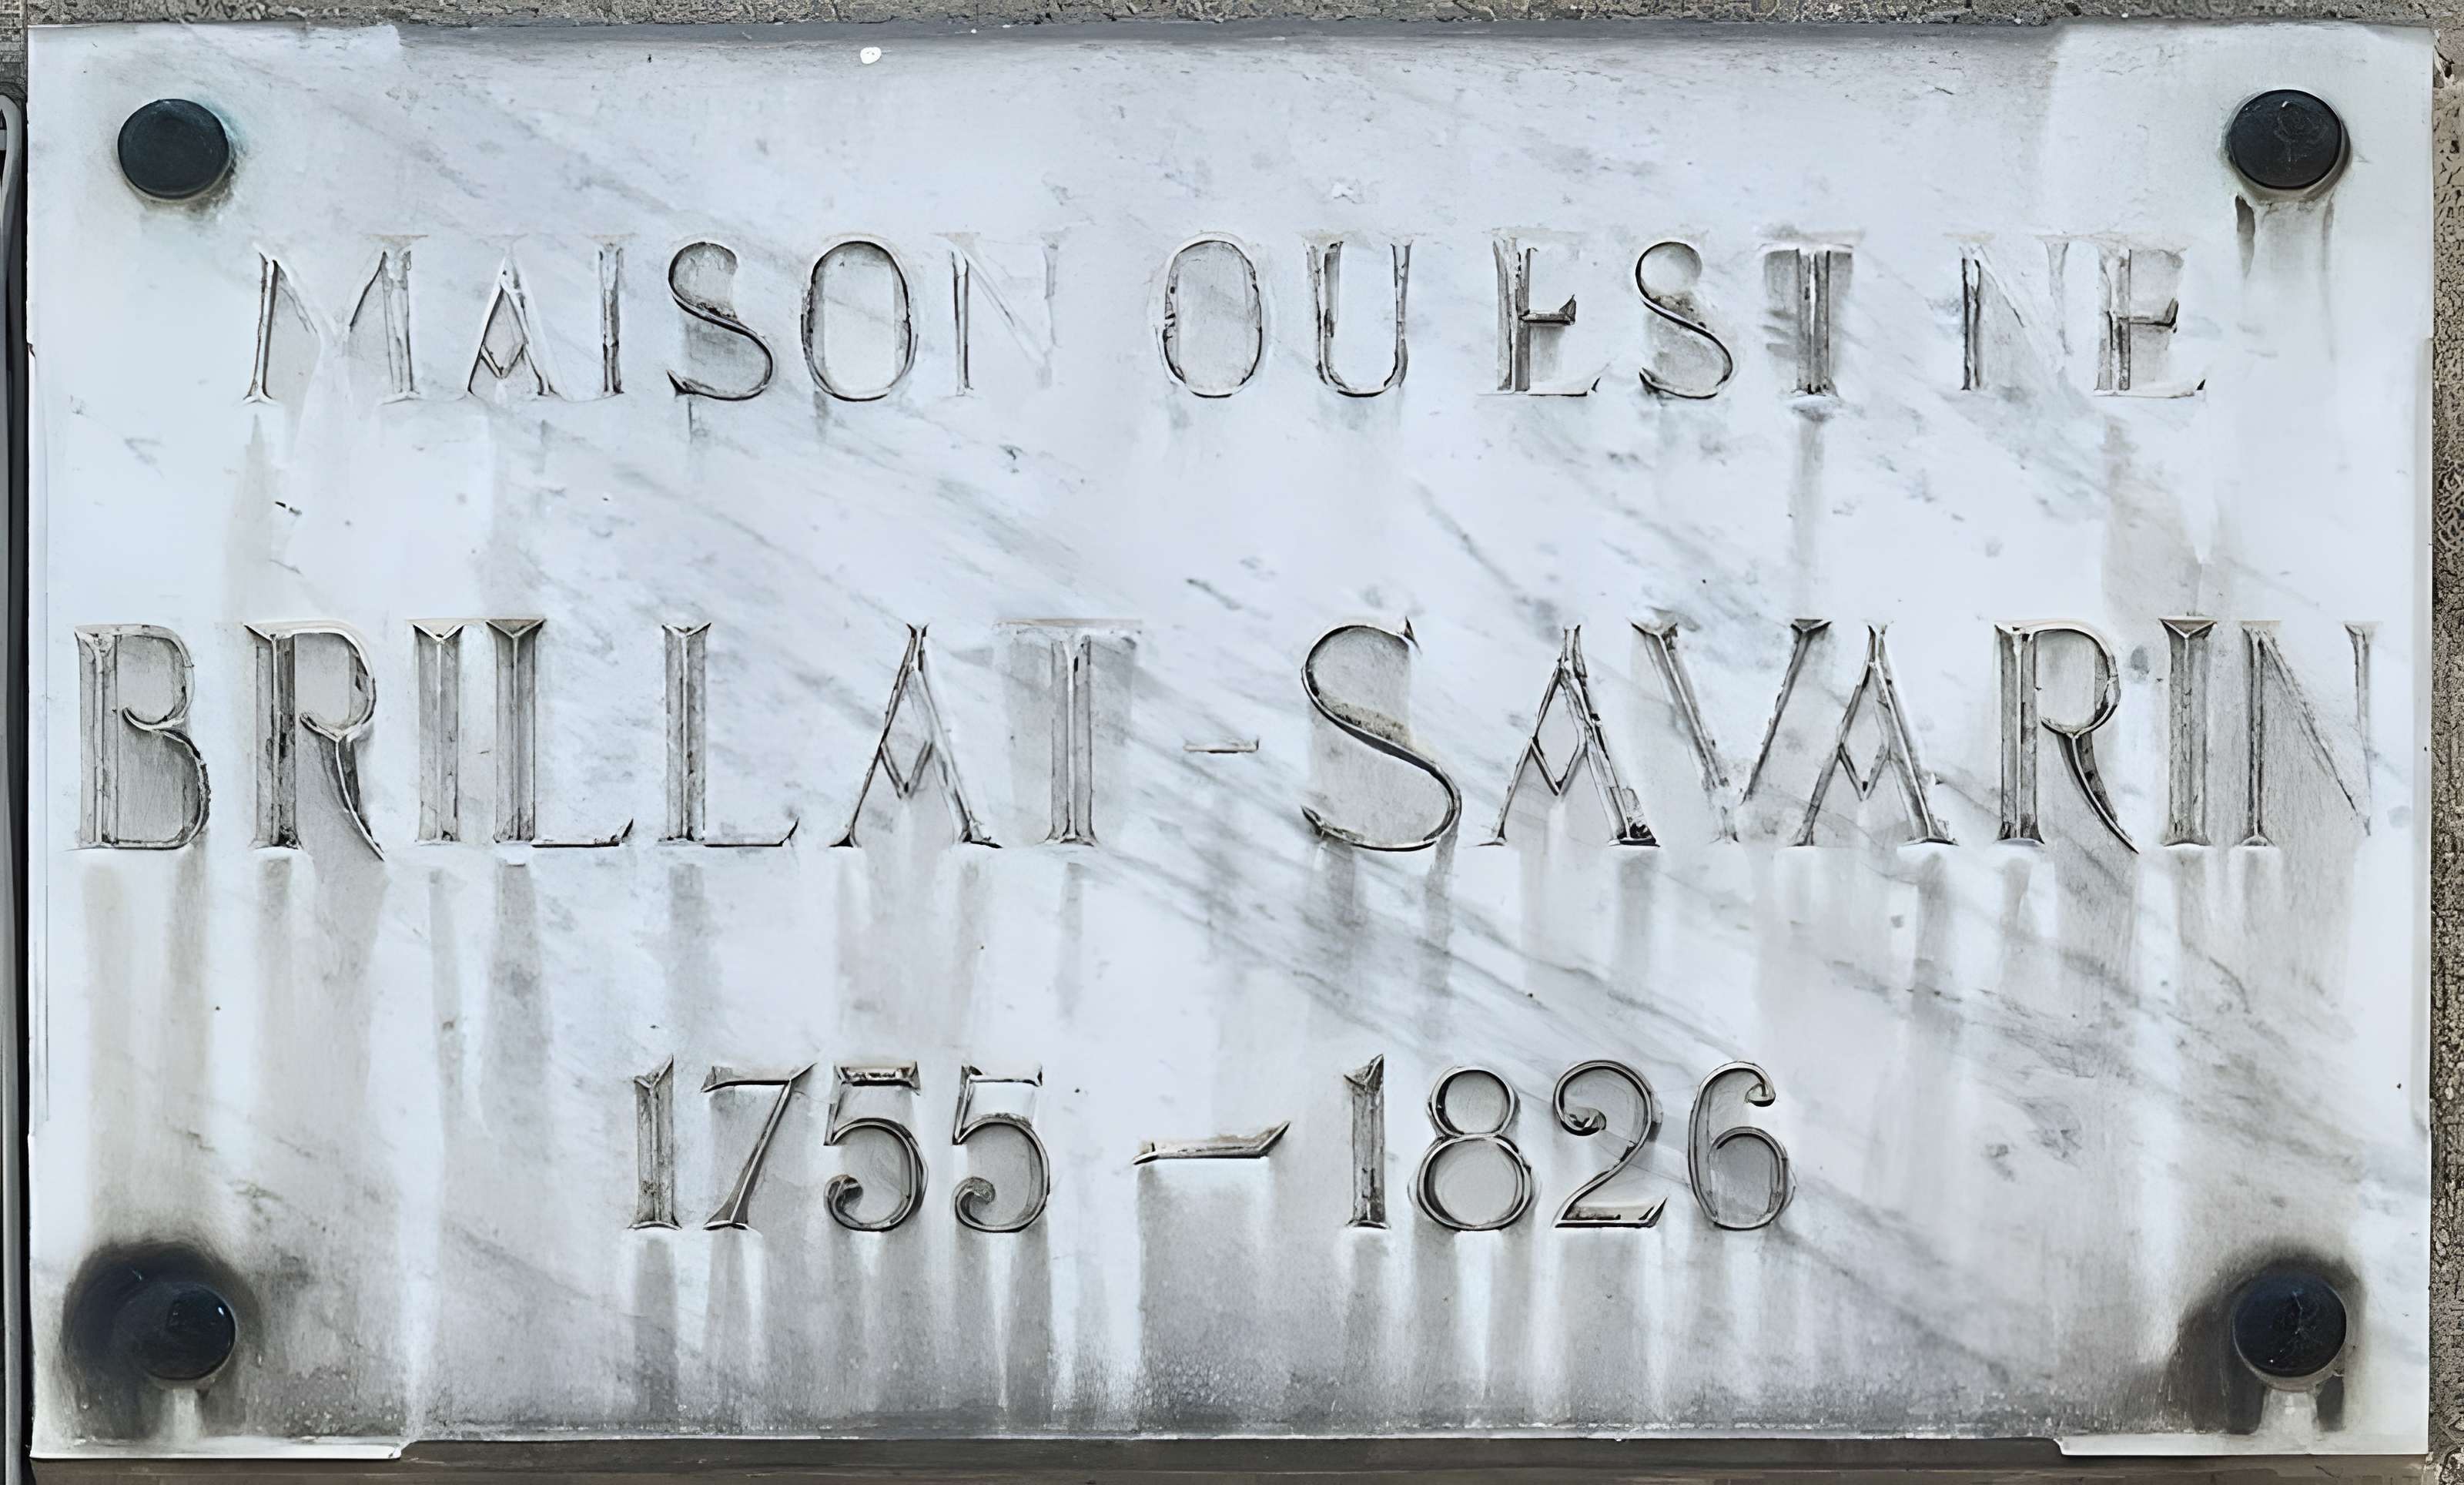 MAISON OU EST NE
BRILLAT-SAVARIN
1755 - 1826